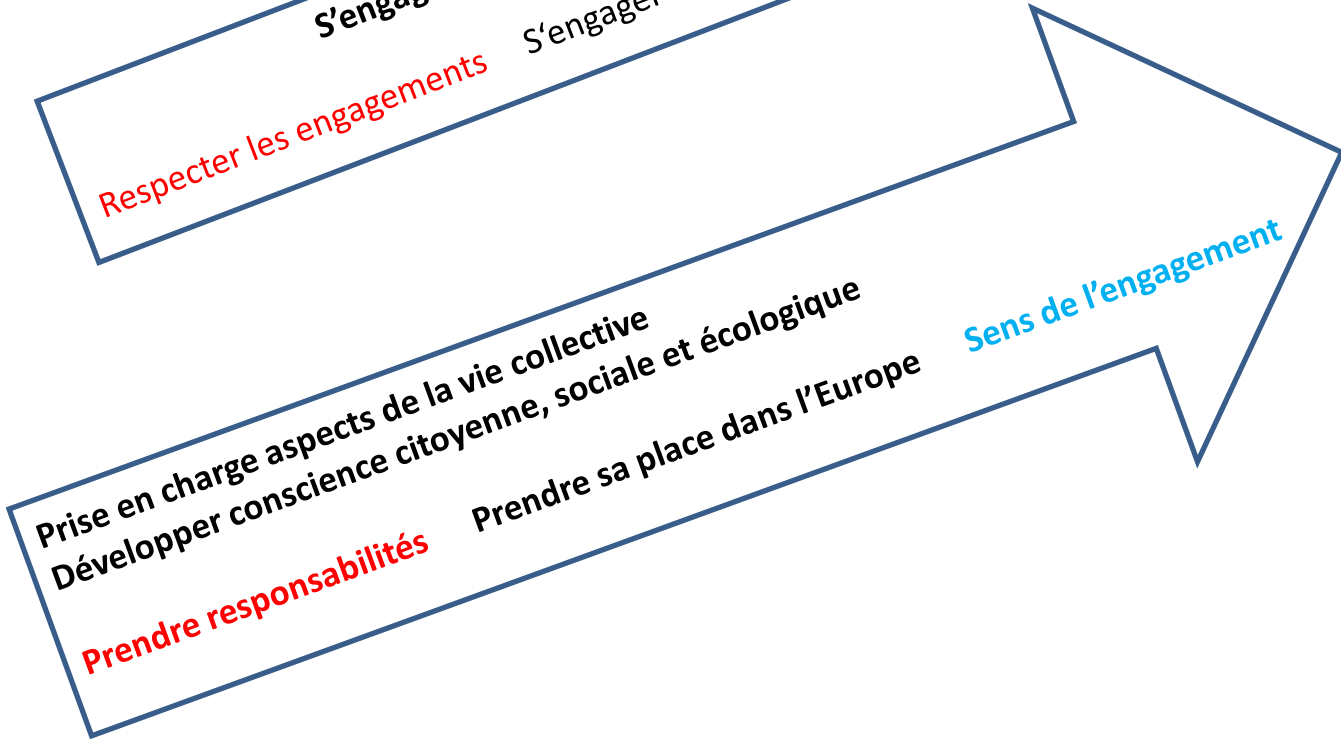 Respecter les engagements
Prise en charge aspects de la vie collective
Développer conscience citoyenne, sociale et écologique
Prendre responsabilités Prendre sa place dans l’Europe Sens de l’engagement